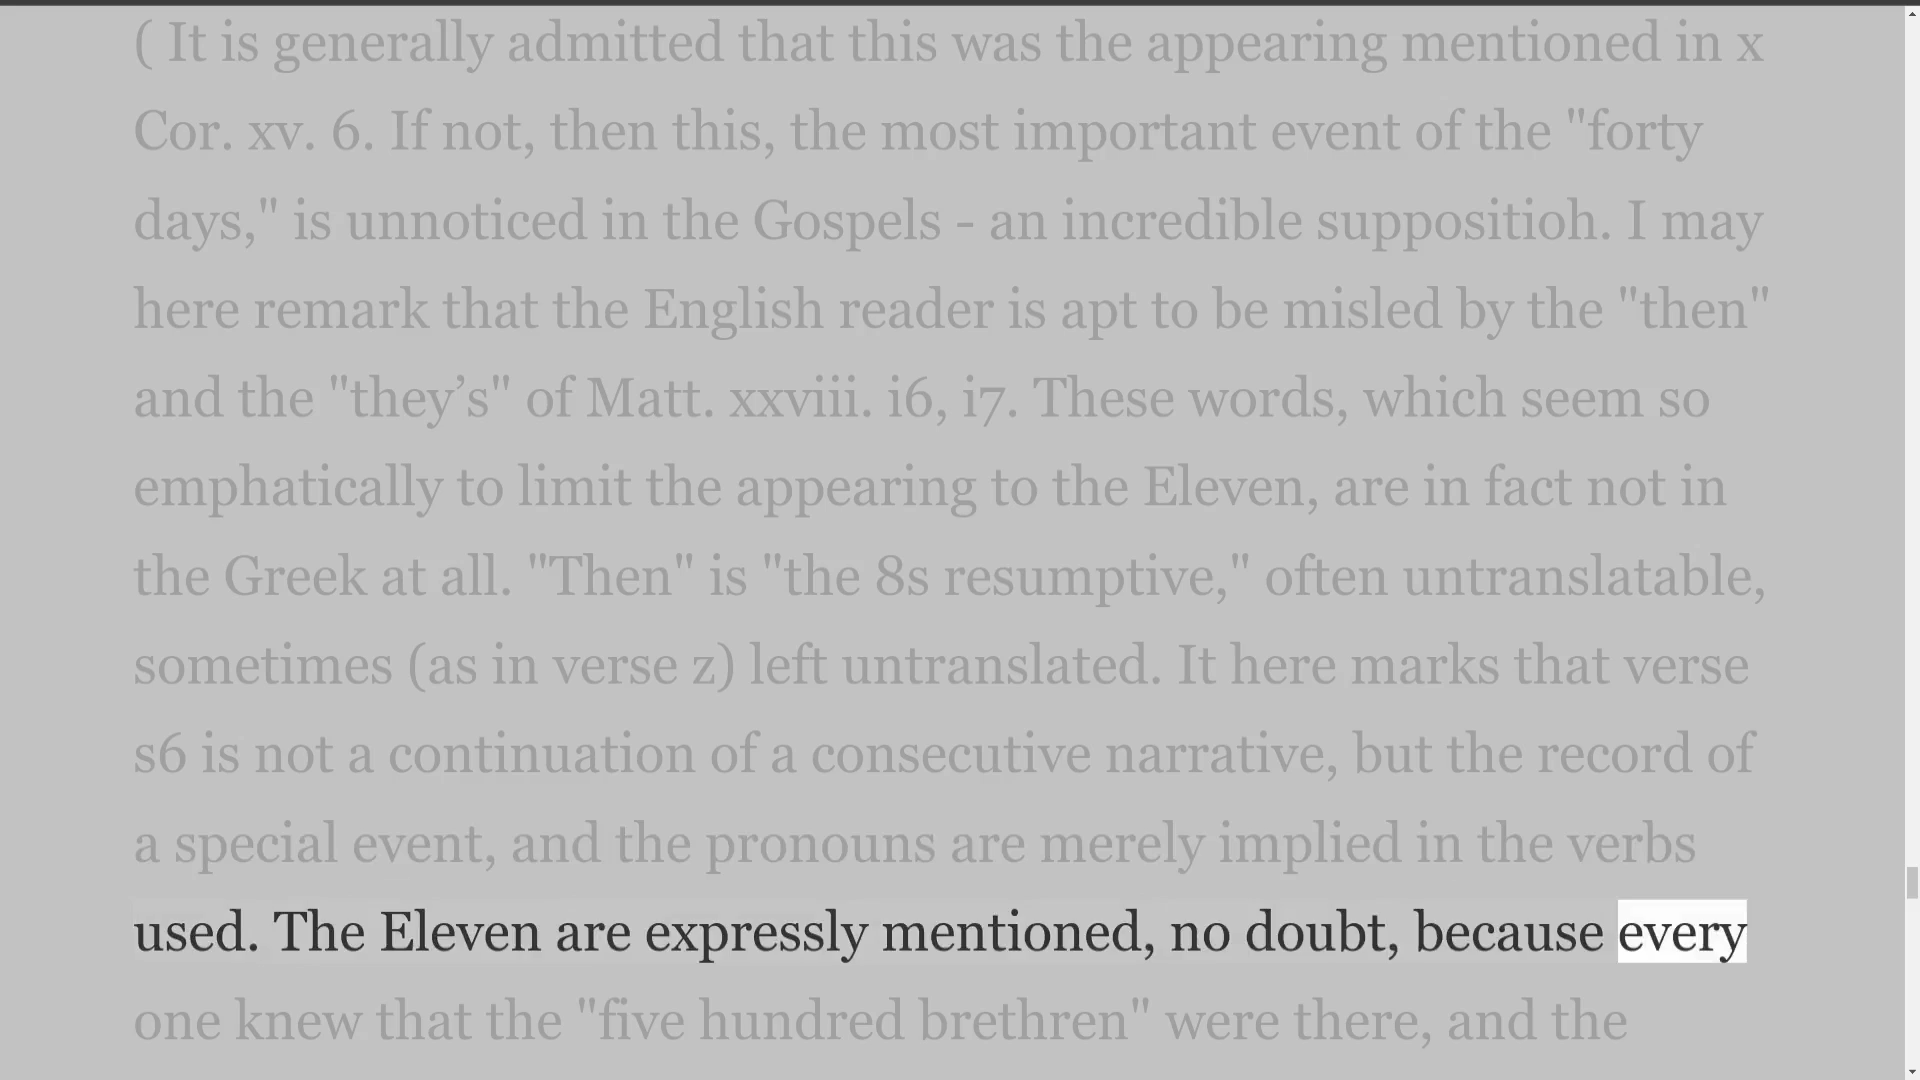 ( It is generally admitted that this was the appearing mentioned in x
Cor. xv. 6. If not, then this, the most important event of the "forty
days," is unnoticed in the Gospels - an incredible suppositioh. I may
here remark that the English reader is apt to be misled by the "then"
and the "they’s" of Matt. xxviii. i6, i7. These words, which seem so
emphatically to limit the appearing to the Eleven, are in fact not in
the Greek at all. "Then" is "the 8s resumptive," often untranslatable,
sometimes (as in verse z) left untranslated. It here marks that verse
s6 is not a continuation of a consecutive narrative, but the record of
a special event, and the pronouns are merely implied in the verbs
used. The Eleven are expressly mentioned, no doubt, because every
one knew that the "five hundred brethren" were there, and the